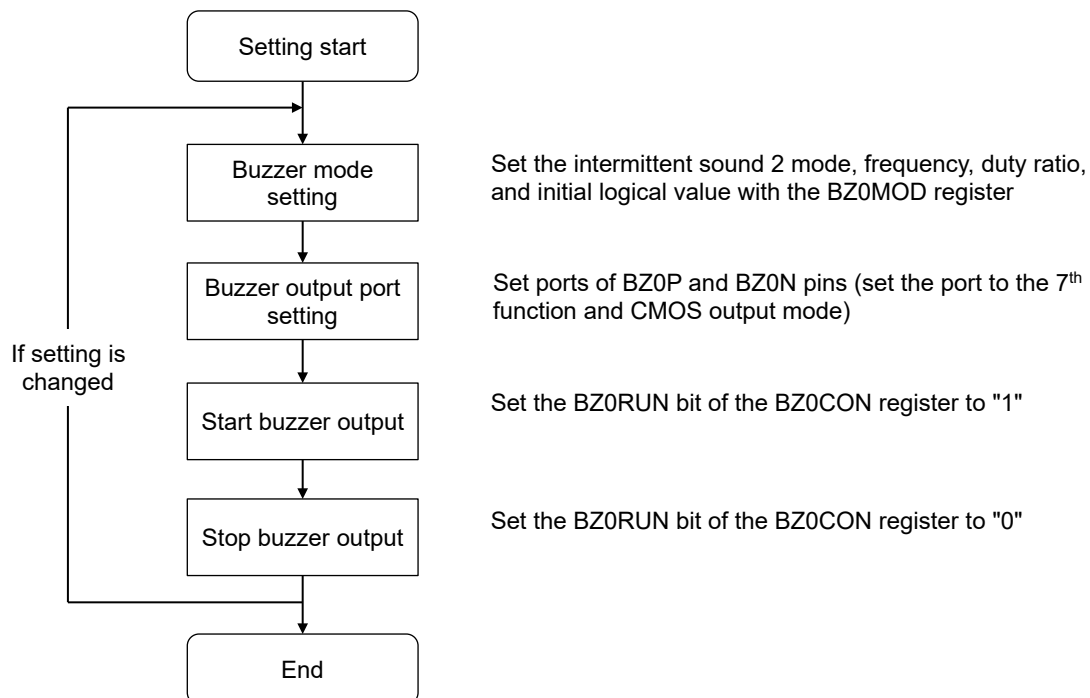 Setting start
Buzzer mode
setting
Set the intermittent sound 2 mode, frequency, duty ratio,
and initial logical value with the BZ0MOD register
Buzzer output port
setting
Set ports of BZ0P and BZ0N pins (set the port to the 7th
function and CMOS output mode)
If setting is
changed
Start buzzer output
Set the BZ0RUN bit of the BZ0CON register to "1"
Stop buzzer output
Set the BZ0RUN bit of the BZ0CON register to "0"
End